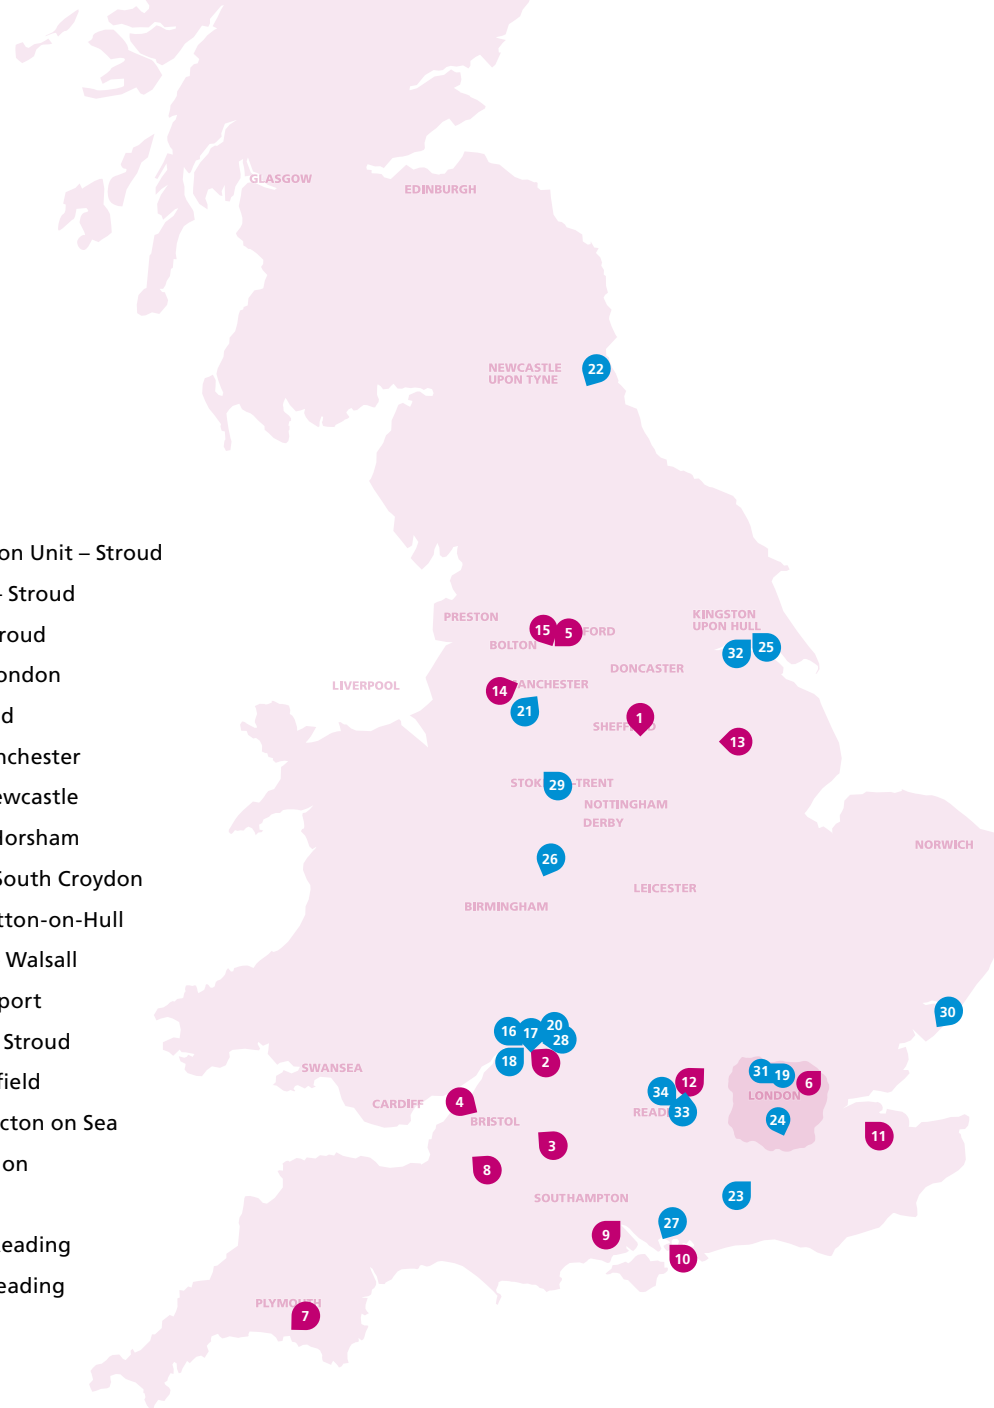 GLASGOW
EDINBURGH
NEWCASTLE
UPON TYNE
22
on Unit – Stroud
– Stroud
roud
ondon
d
nchester
ewcastle
Horsham
South Croydon
tton-on-Hull
Walsall
port
Stroud
field
cton on Sea
on
eading
eading
PRESTON
15
5
FORD
KINGSTON
UPON HULL
BOLTON
32
25
DONCASTER
LIVERPOOL
14
ANCHESTER
21
1
SHEFF D
13
STOK -TRENT
29
NOTTINGHAM
DERBY
NORWICH
26
LEICESTER
BIRMINGHAM
30
16
17
20
28
18
2
SWANSEA
31
19
6
12
34
CARDIFF
4
LONDON
READ
33
BRISTOL
24
11
3
8
SOUTHAMPTON
23
27
9
10
PLYMOUTH
7